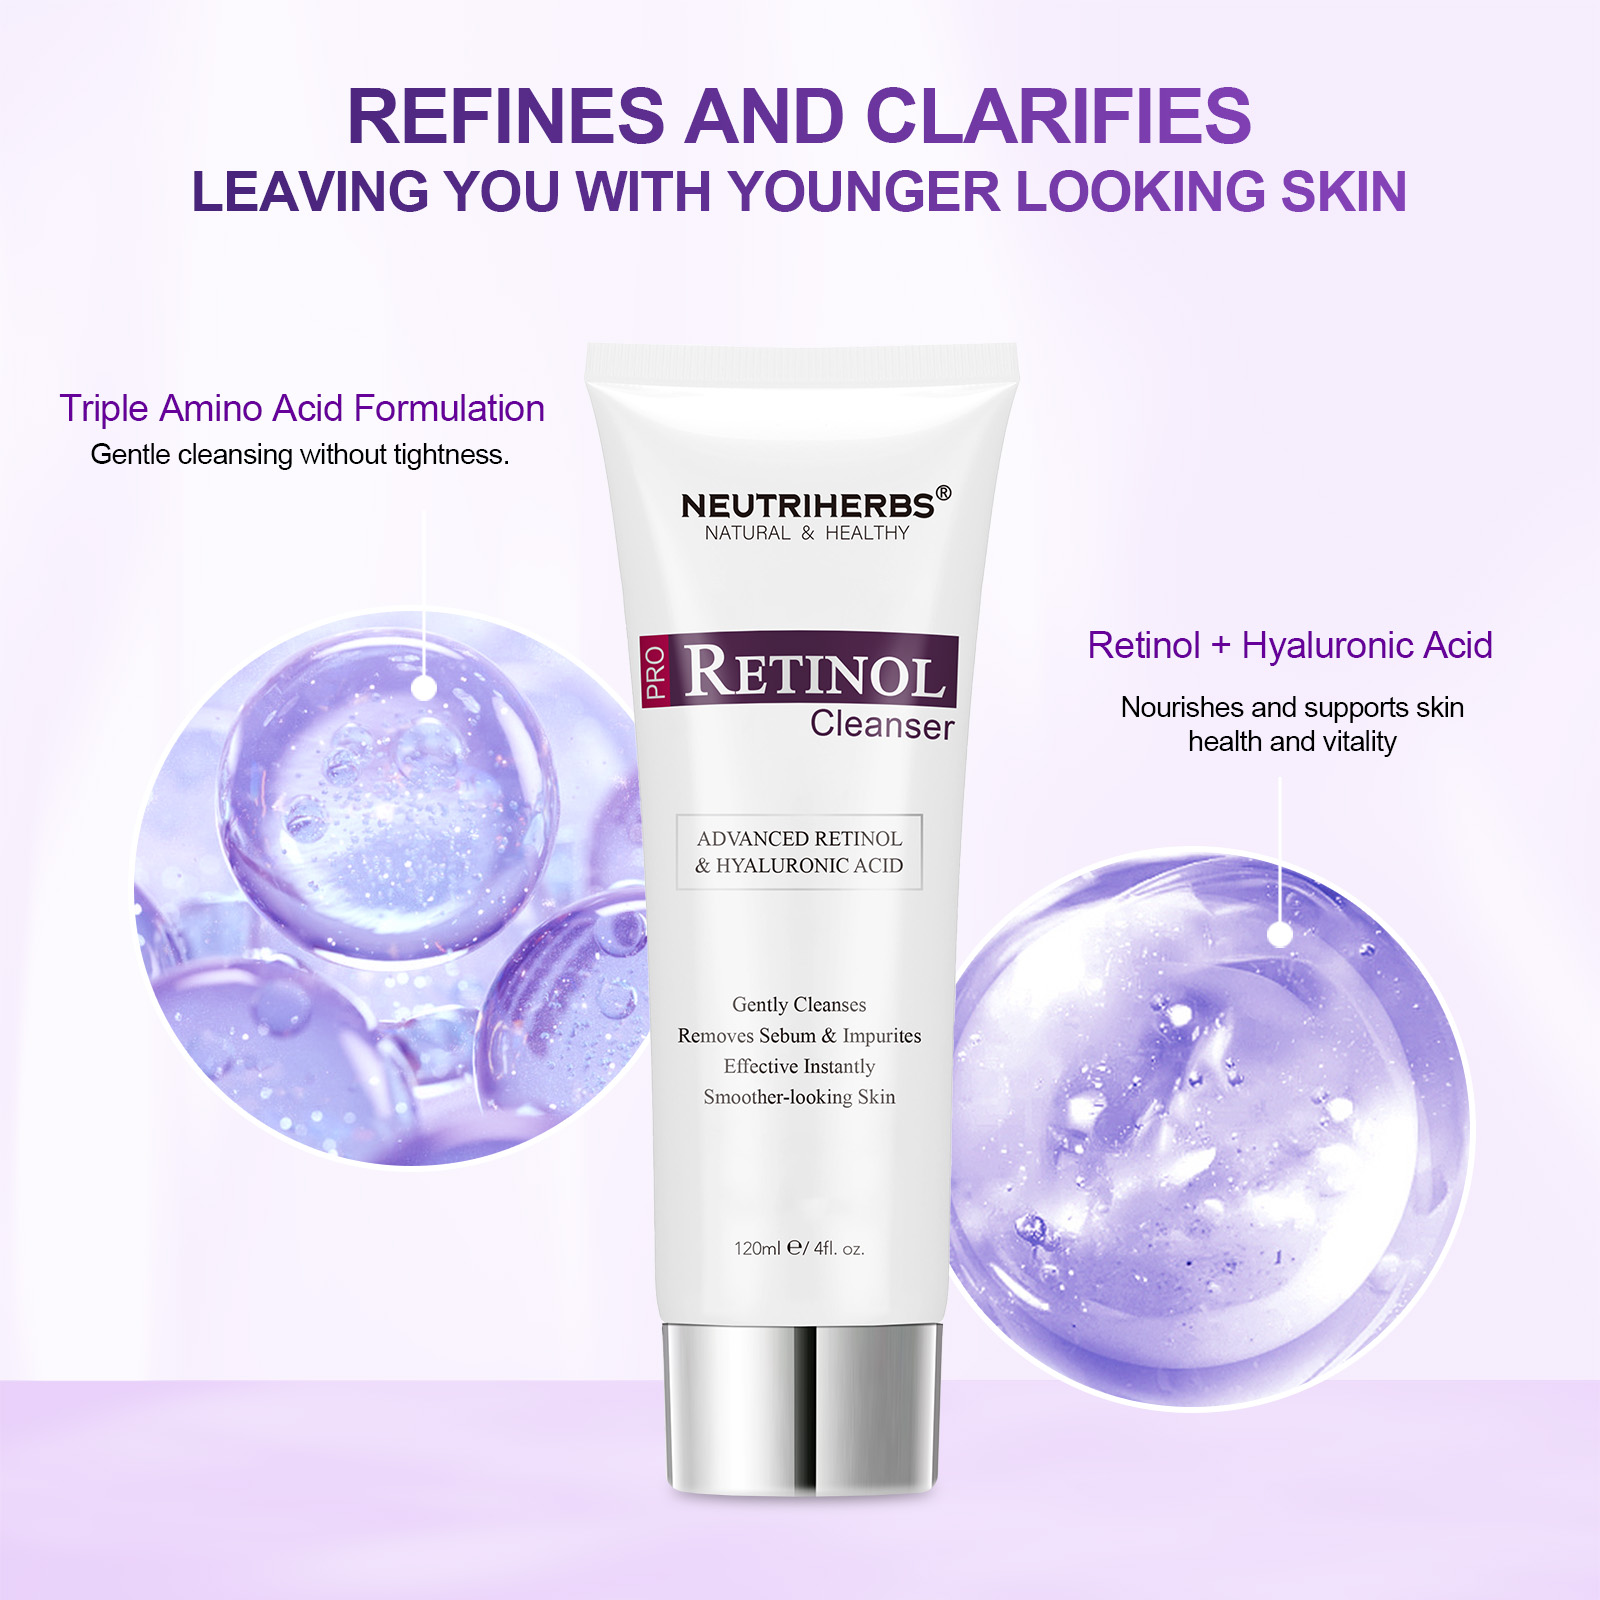 REFINES AND CLARIFIES
LEAVING YOU WITH YOUNGER LOOKING SKIN
Triple Amino Acid Formulation
Gentle cleansing without tightness.
NEUTRIHERBS®
NATURAL & HEALTHY
PRO RETINOL
Cleanser
Retinol + Hyaluronic Acid
Nourishes and supports skin
health and vitality
ADVANCED RETINOL
& HYALURONIC ACID
Gently Cleanses
Removes Sebum & Impurites
Effective Instantly
Smoother-looking Skin
120ml ℮/ 4fl. oz.